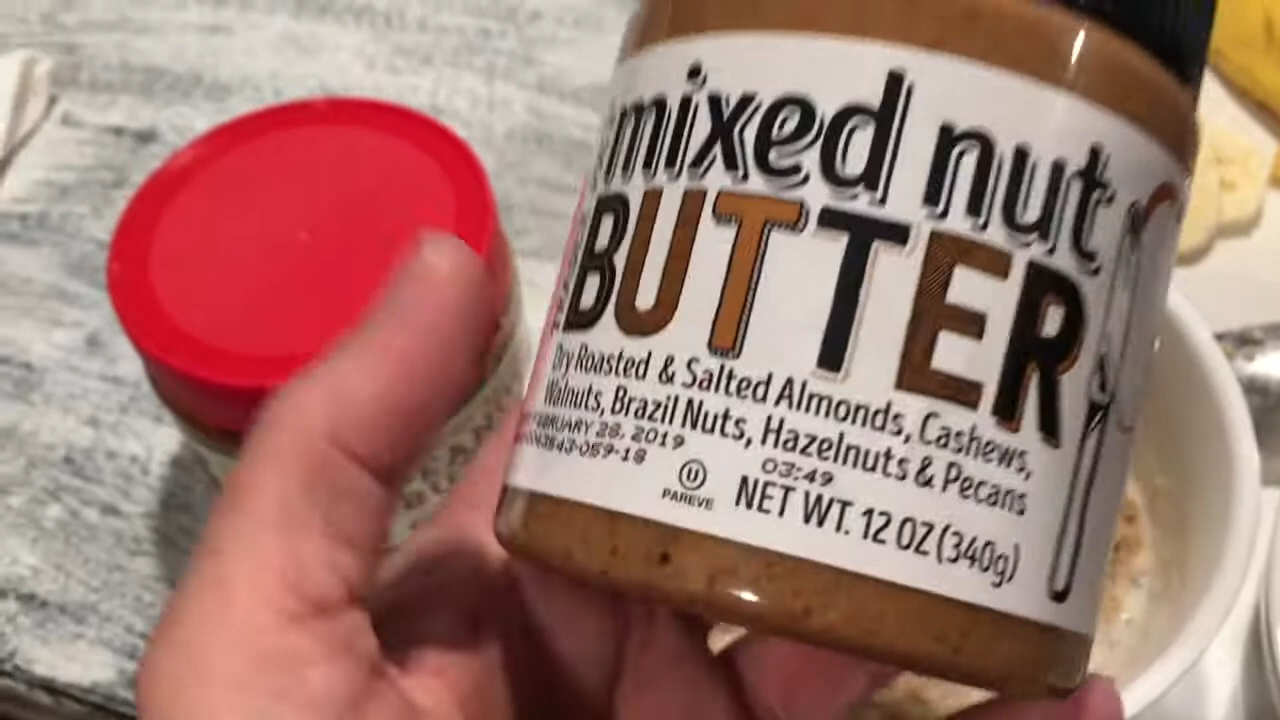 mixed nut
BUTTER
Dry Roasted & Salted Almonds, Cashews,
Walnuts, Brazil Nuts, Hazelnuts & Pecans
FEBRUARY 28, 2019
03:49
U
PAREVE
NET WT. 12 OZ (340g)